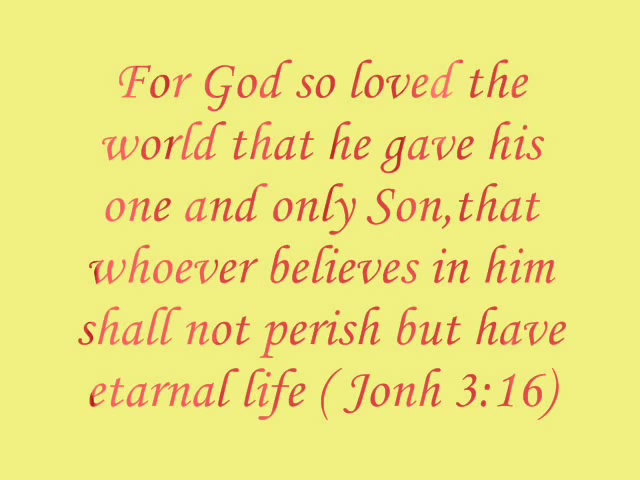 For God so loved the
world that he gave his
one and only Son,that
whoever believes in him
shall not perish but have
etarnal life ( Jonh 3:16)